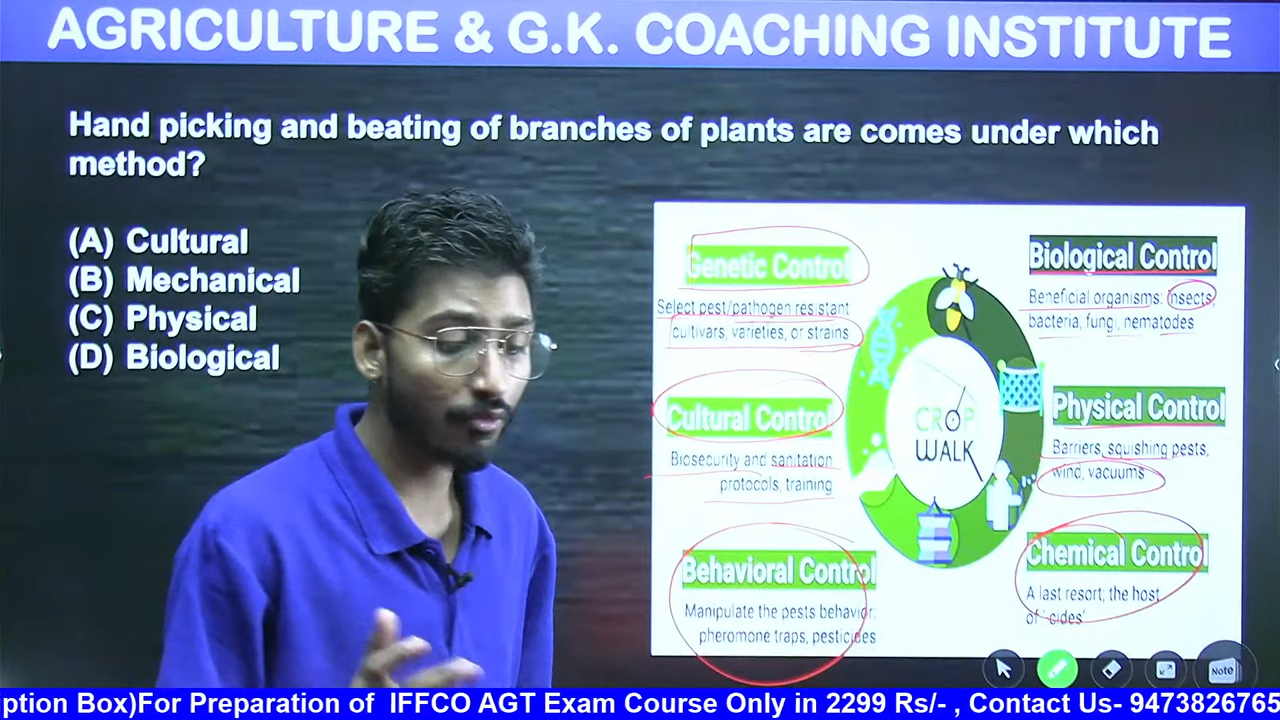 AGRICULTURE & G.K. COACHING INSTITUTE
Hand picking and beating of branches of plants are comes under which
method?
(A) Cultural
(B) Mechanical
(C) Physical
(D) Biological
Genetic Control
Select pest/pathogen resistant
cultivars, varieties, or strains
Cultural Control
Biosecurity and sanitation
protocols, training
Behavioral Control
Manipulate the pests behavior:
pheromone traps, pesticides
CROP
WALK
Biological Control
Beneficial organisms: insects,
bacteria, fungi, nematodes
Physical Control
Barriers, squishing pests,
wind, vacuums
Chemical Control
A last resort; the host
of '-cides'
Note
ption Box)For Preparation of IFFCO AGT Exam Course Only in 2299 Rs/- , Contact Us- 9473826765